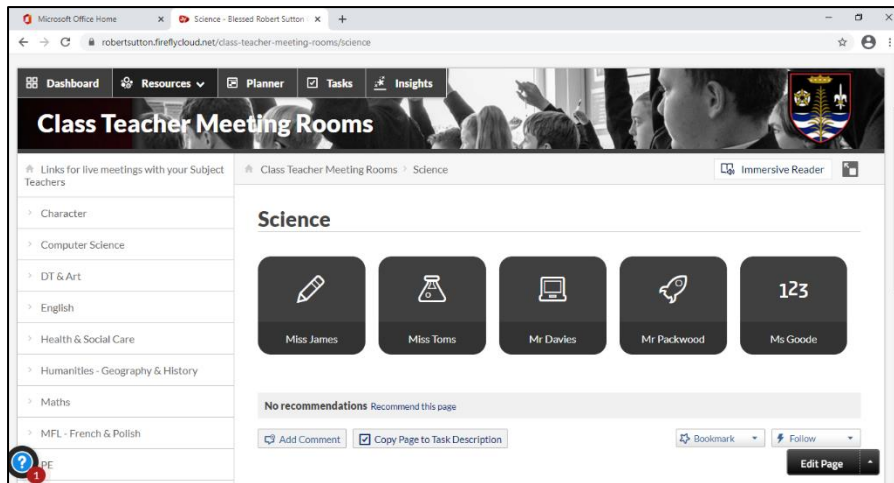 Microsoft Office Home
Science - Blessed Robert Sutton
robertsutton.fireflycloud.net/class-teacher-meeting-rooms/science
Dashboard Resources Planner Tasks Insights
Class Teacher Meeting Rooms
Links for live meetings with your Subject
Teachers
Class Teacher Meeting Rooms Science
Immersive Reader
Character
Computer Science
DT & Art
English
Health & Social Care
Humanities - Geography & History
Maths
MFL - French & Polish
PE
Science
Miss James
Miss Toms
Mr Davies
Mr Packwood
123
Ms Goode
No recommendations Recommend this page
Add Comment Copy Page to Task Description
Bookmark Follow
Edit Page
?
1